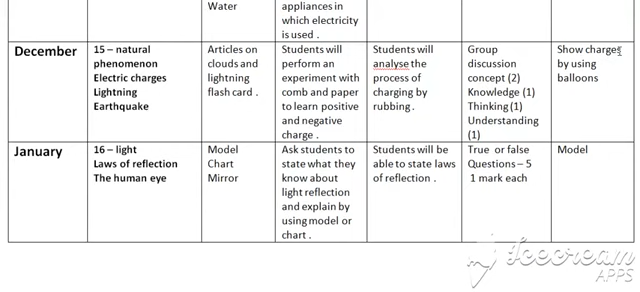 Water
appliances in
which electricity
is used .
December
15 – natural
phenomenon
Electric charges
Lightning
Earthquake
Articles on
clouds and
lightning
flash card .
Students will
perform an
experiment with
comb and paper
to learn positive
and negative
charge .
Students will
analyse the
process of
charging by
rubbing .
Group
discussion
concept (2)
Knowledge (1)
Thinking (1)
Understanding
(1)
Show charges
by using
balloons
January
16 – light
Laws of reflection
The human eye
Model
Chart
Mirror
Ask students to
state what they
know about
light reflection
and explain by
using model or
chart .
Students will be
able to state laws
of reflection .
True or false
Questions – 5
1 mark each
Model
Icecream
APPS